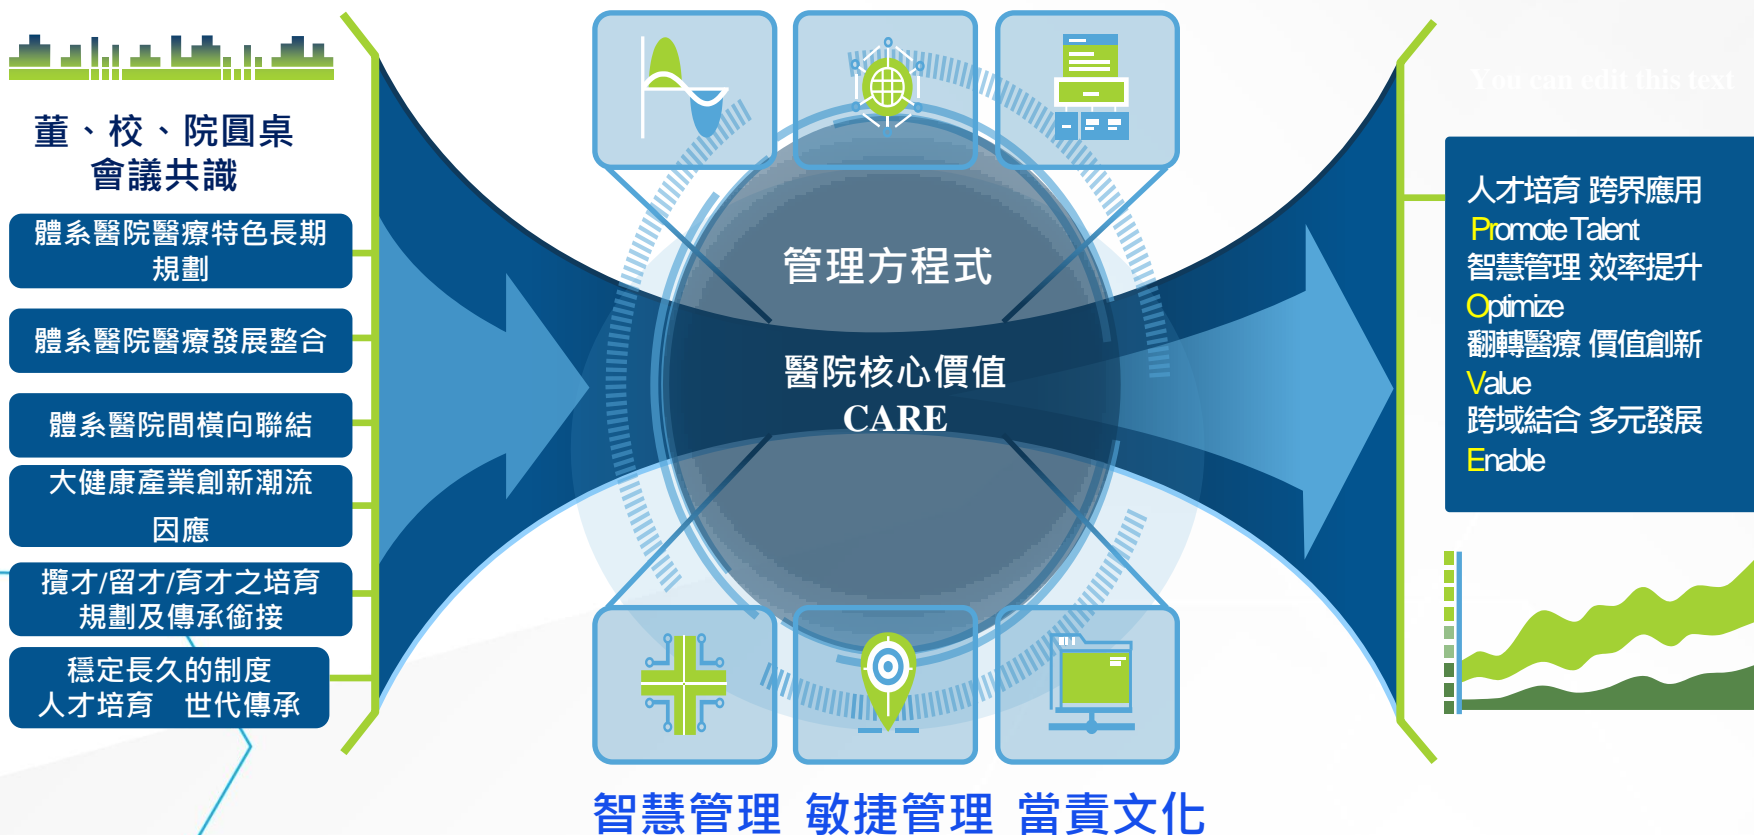 董、校、院圓桌
會議共識
體系醫院醫療特色長期
規劃
體系醫院醫療發展整合
體系醫院間橫向聯結
大健康產業創新潮流
因應
攬才/留才/育才之培育
規劃及傳承銜接
穩定長久的制度
人才培育 世代傳承
管理方程式
醫院核心價值
CARE
智慧管理 敏捷管理 當責文化
You can edit this text
人才培育 跨界應用
Promote Talent
智慧管理 效率提升
Optimize
翻轉醫療 價值創新
Value
跨域結合 多元發展
Enable